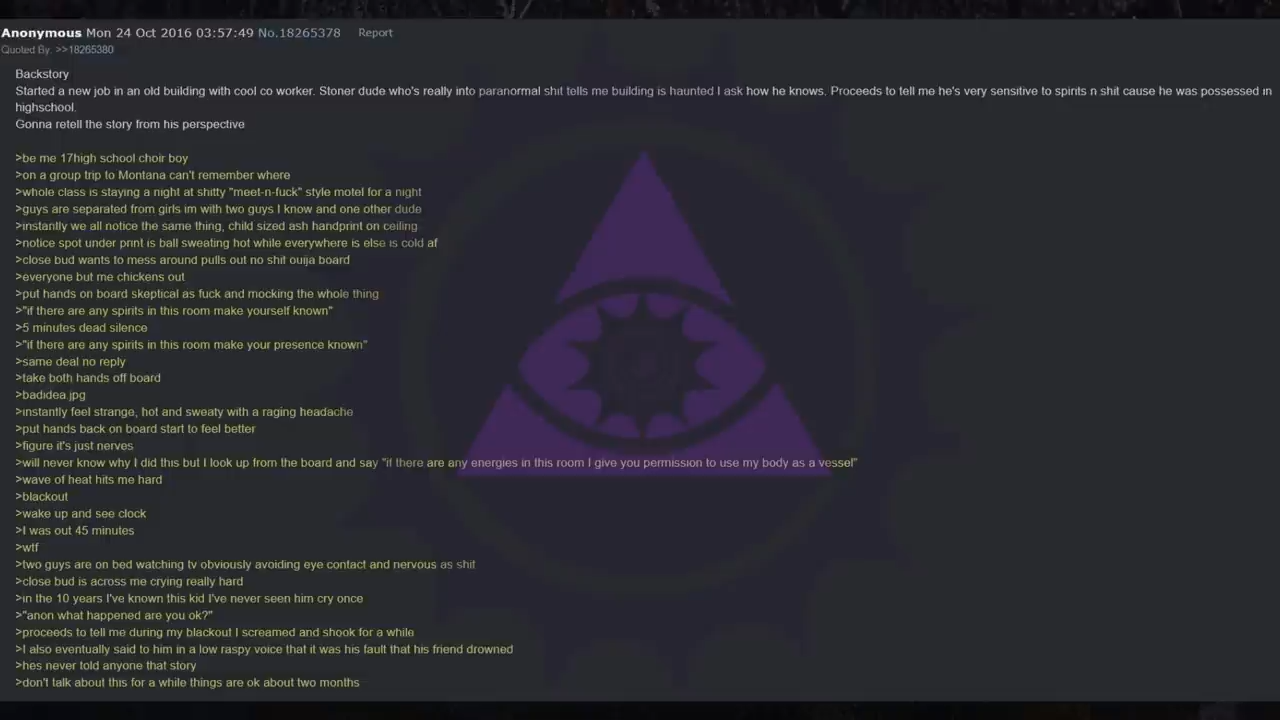 Anonymous Mon 24 Oct 2016 03:57:49 No.18265378 Report
Quoted By: >>18265380
Backstory
Started a new job in an old building with cool co worker. Stoner dude who's really into paranormal shit tells me building is haunted I ask how he knows. Proceeds to tell me he's very sensitive to spirits n shit cause he was possessed in
highschool.
Gonna retell the story from his perspective
>be me 17high school choir boy
>on a group trip to Montana can't remember where
>whole class is staying a night at shitty "meet-n-fuck" style motel for a night
>guys are separated from girls im with two guys I know and one other dude
>instantly we all notice the same thing, child sized ash handprint on ceiling
>notice spot under print is ball sweating hot while everywhere is else is cold af
>close bud wants to mess around pulls out no shit ouija board
>everyone but me chickens out
>put hands on board skeptical as fuck and mocking the whole thing
>"if there are any spirits in this room make yourself known"
>5 minutes dead silence
>"if there are any spirits in this room make your presence known"
>same deal no reply
>take both hands off board
>badidea.jpg
>instantly feel strange, hot and sweaty with a raging headache
>put hands back on board start to feel better
>figure it's just nerves
>will never know why I did this but I look up from the board and say "if there are any energies in this room I give you permission to use my body as a vessel"
>wave of heat hits me hard
>blackout
>wake up and see clock
>I was out 45 minutes
>wtf
>two guys are on bed watching tv obviously avoiding eye contact and nervous as shit
>close bud is across me crying really hard
>in the 10 years I've known this kid I've never seen him cry once
>"anon what happened are you ok?"
>proceeds to tell me during my blackout I screamed and shook for a while
>I also eventually said to him in a low raspy voice that it was his fault that his friend drowned
>hes never told anyone that story
>don't talk about this for a while things are ok about two months